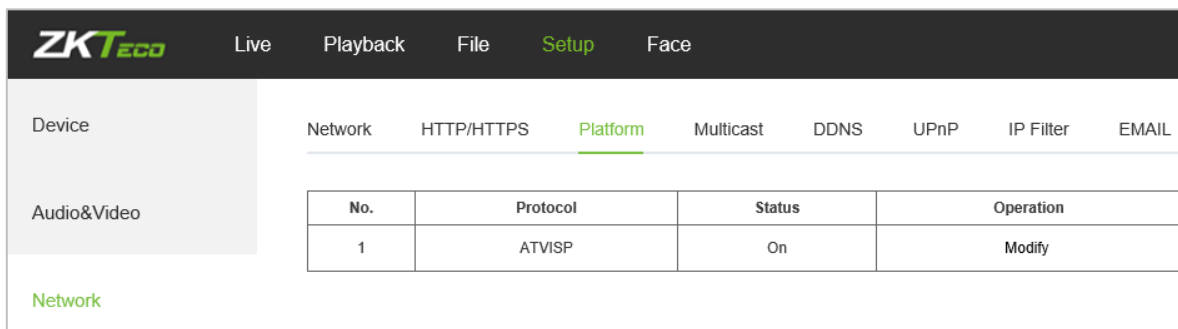 ZKTECO Live Playback File Setup Face
Device
Network HTTP/HTTPS Platform Multicast DDNS UPnP IP Filter EMAIL
Audio&Video
No. Protocol Status Operation
1 ATVISP On Modify
Network